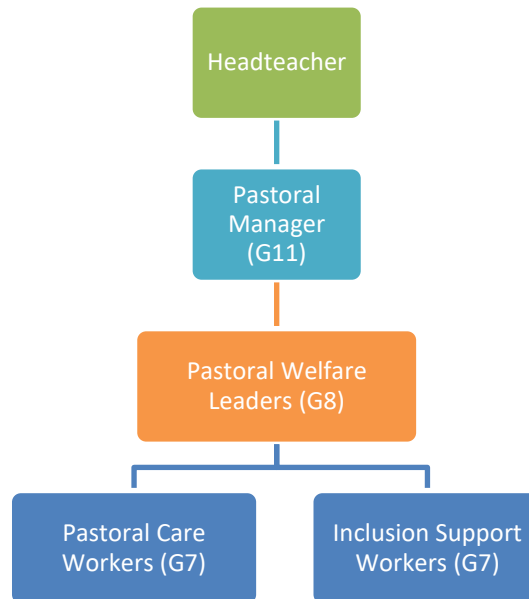 Headteacher
Pastoral
Manager
(G11)
Pastoral Welfare
Leaders (G8)
Pastoral Care
Workers (G7)
Inclusion Support
Workers (G7)